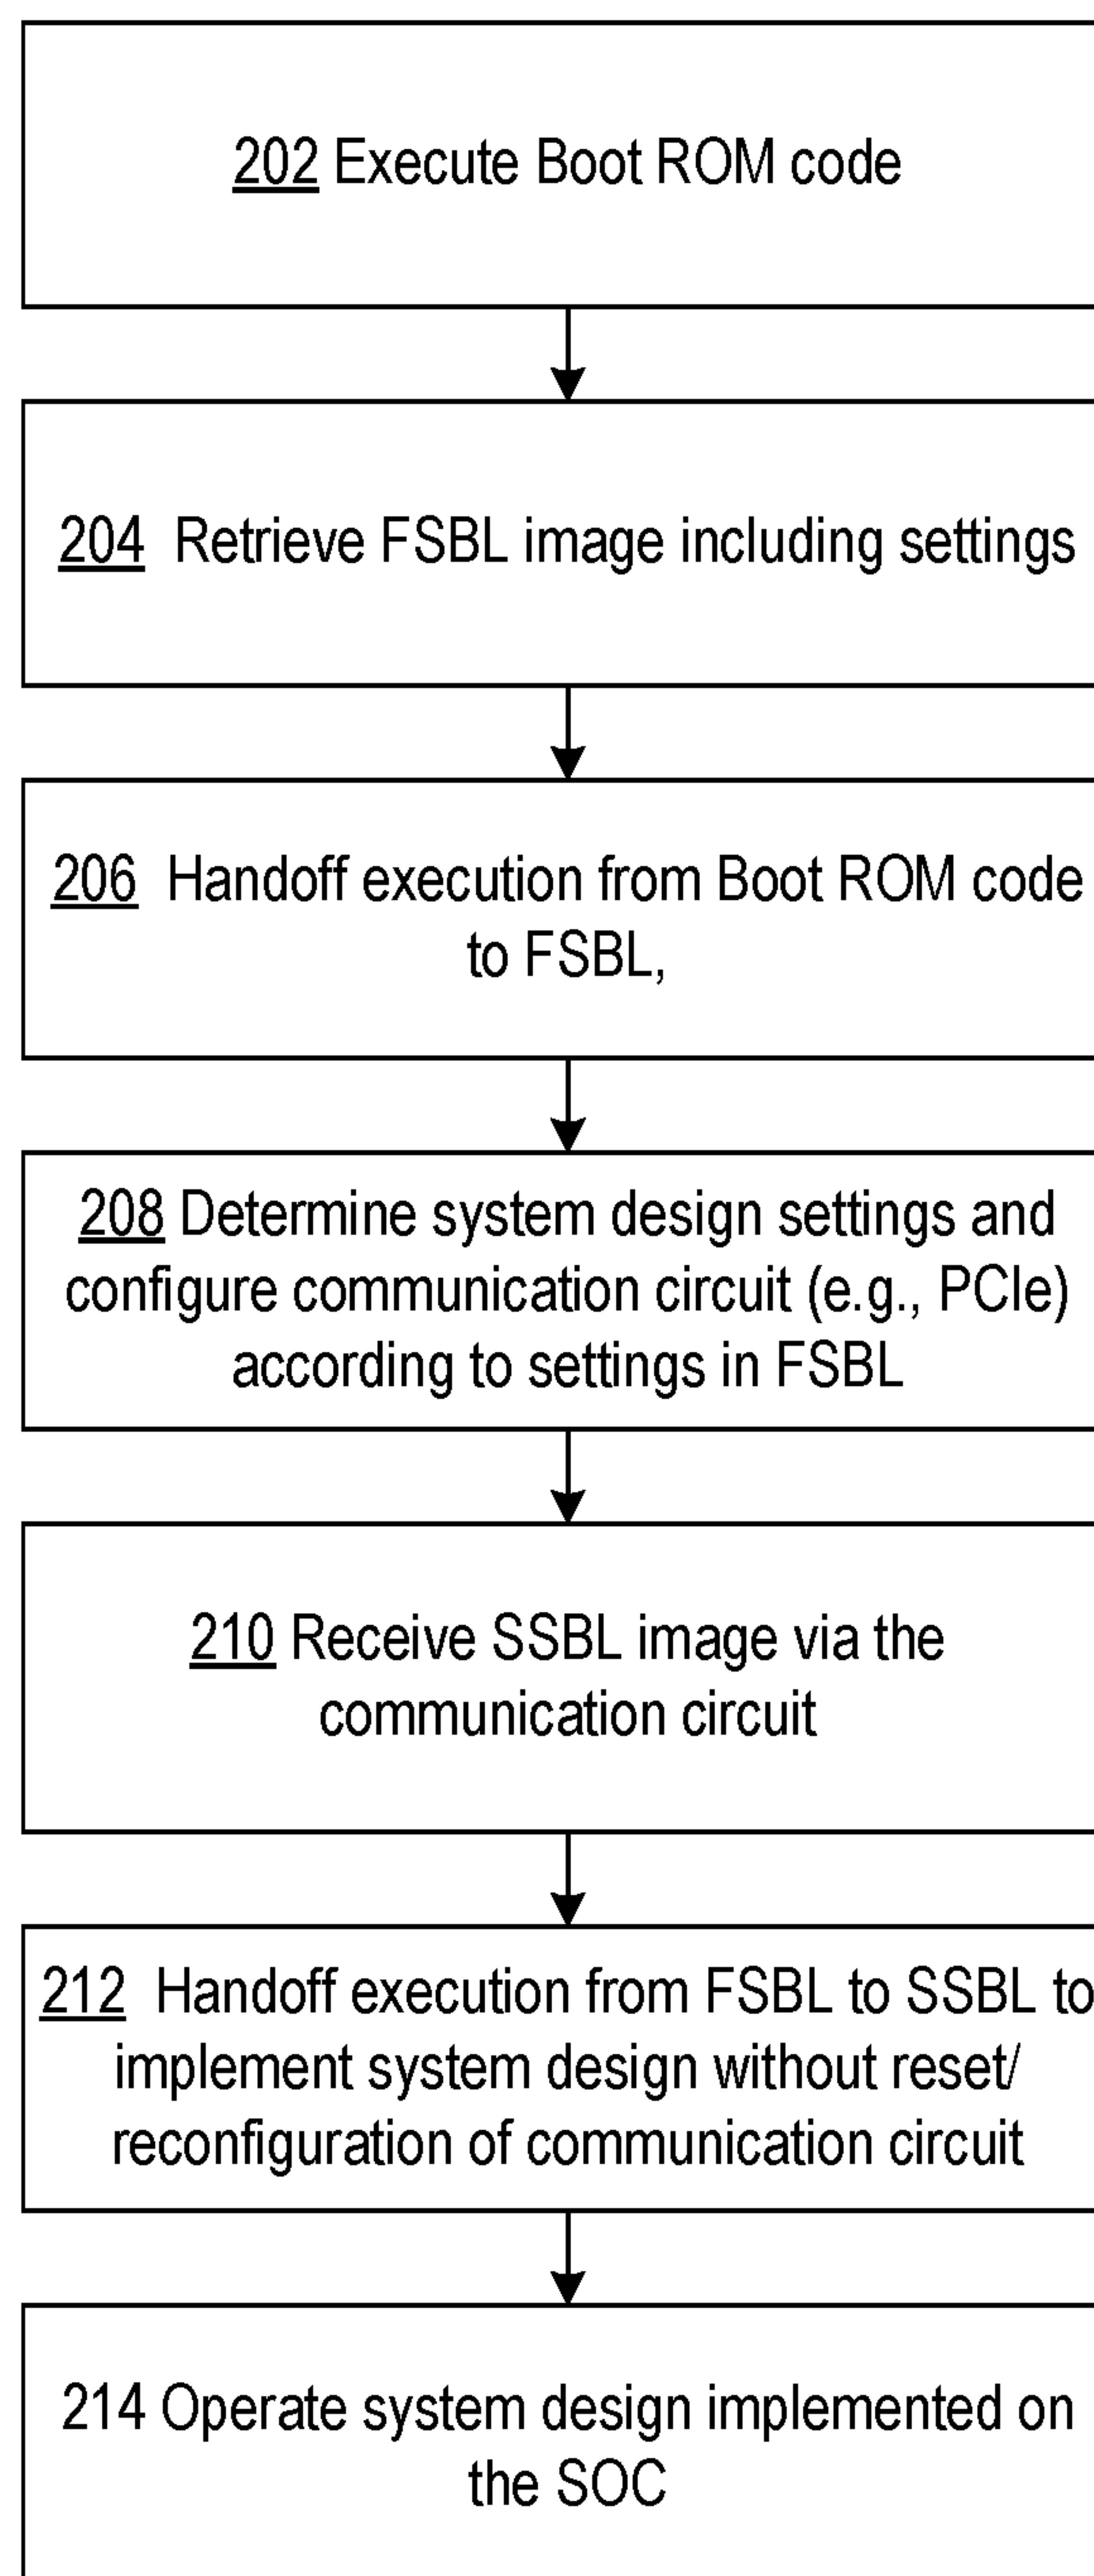 202 Execute Boot ROM code
204 Retrieve FSBL image including settings
206 Handoff execution from Boot ROM code
to FSBL,
208 Determine system design settings and
configure communication circuit (e.g., PCIe)
according to settings in FSBL
210 Receive SSBL image via the
communication circuit
212 Handoff execution from FSBL to SSBL to
implement system design without reset/
reconfiguration of communication circuit
214 Operate system design implemented on
the SOC